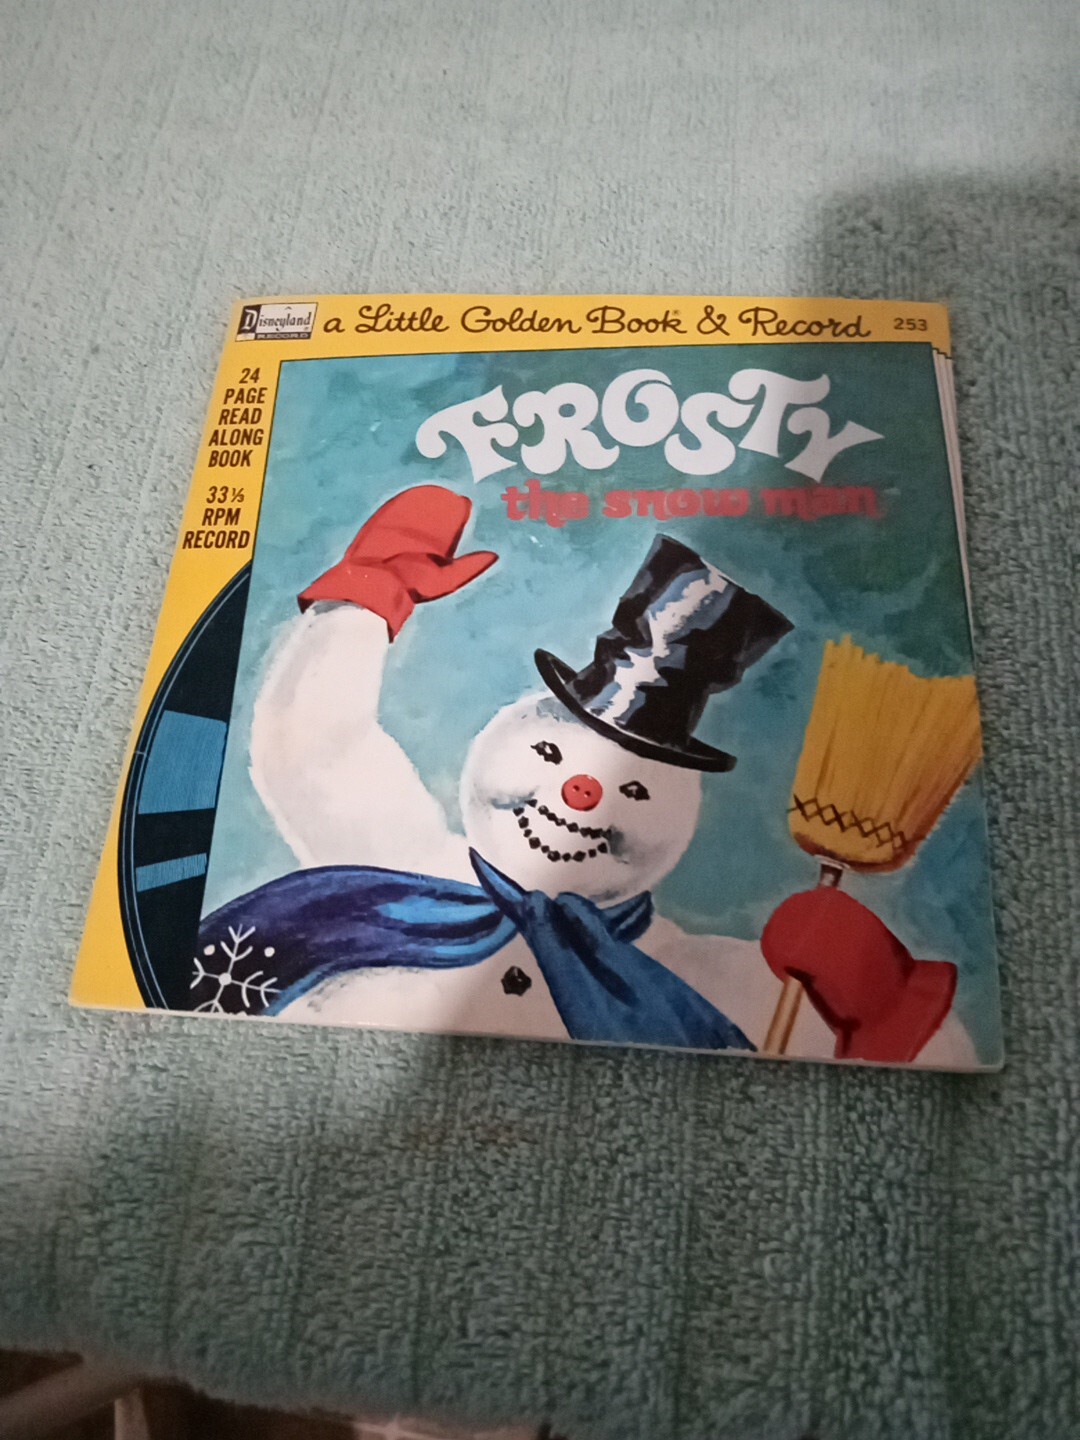 Disneyland
RECORD
a Little Golden Book® & Record
253
24
PAGE
READ
ALONG
BOOK
33⅓
RPM
RECORD
FROSTY
the snow man